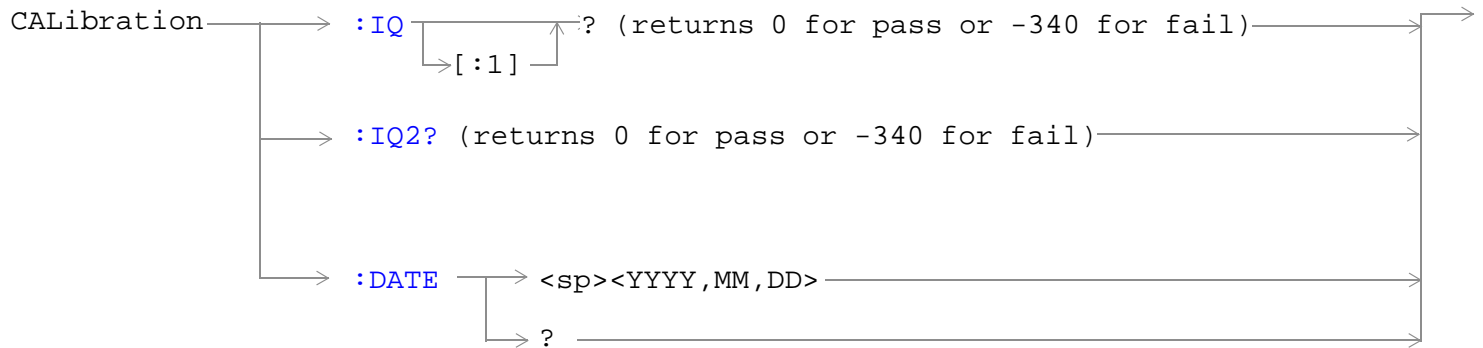 CALibration :IQ ? (returns 0 for pass or -340 for fail)
[:1]
:IQ2? (returns 0 for pass or -340 for fail)
:DATE <sp><YYYY,MM,DD>
?